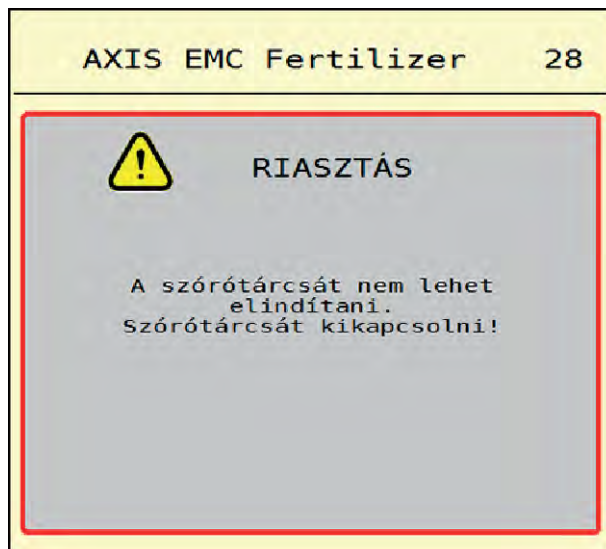 AXIS EMC Fertilizer 28
RIASZTÁS
A szórótárcsát nem lehet
elindítani.
Szórótárcsát kikapcsolni!